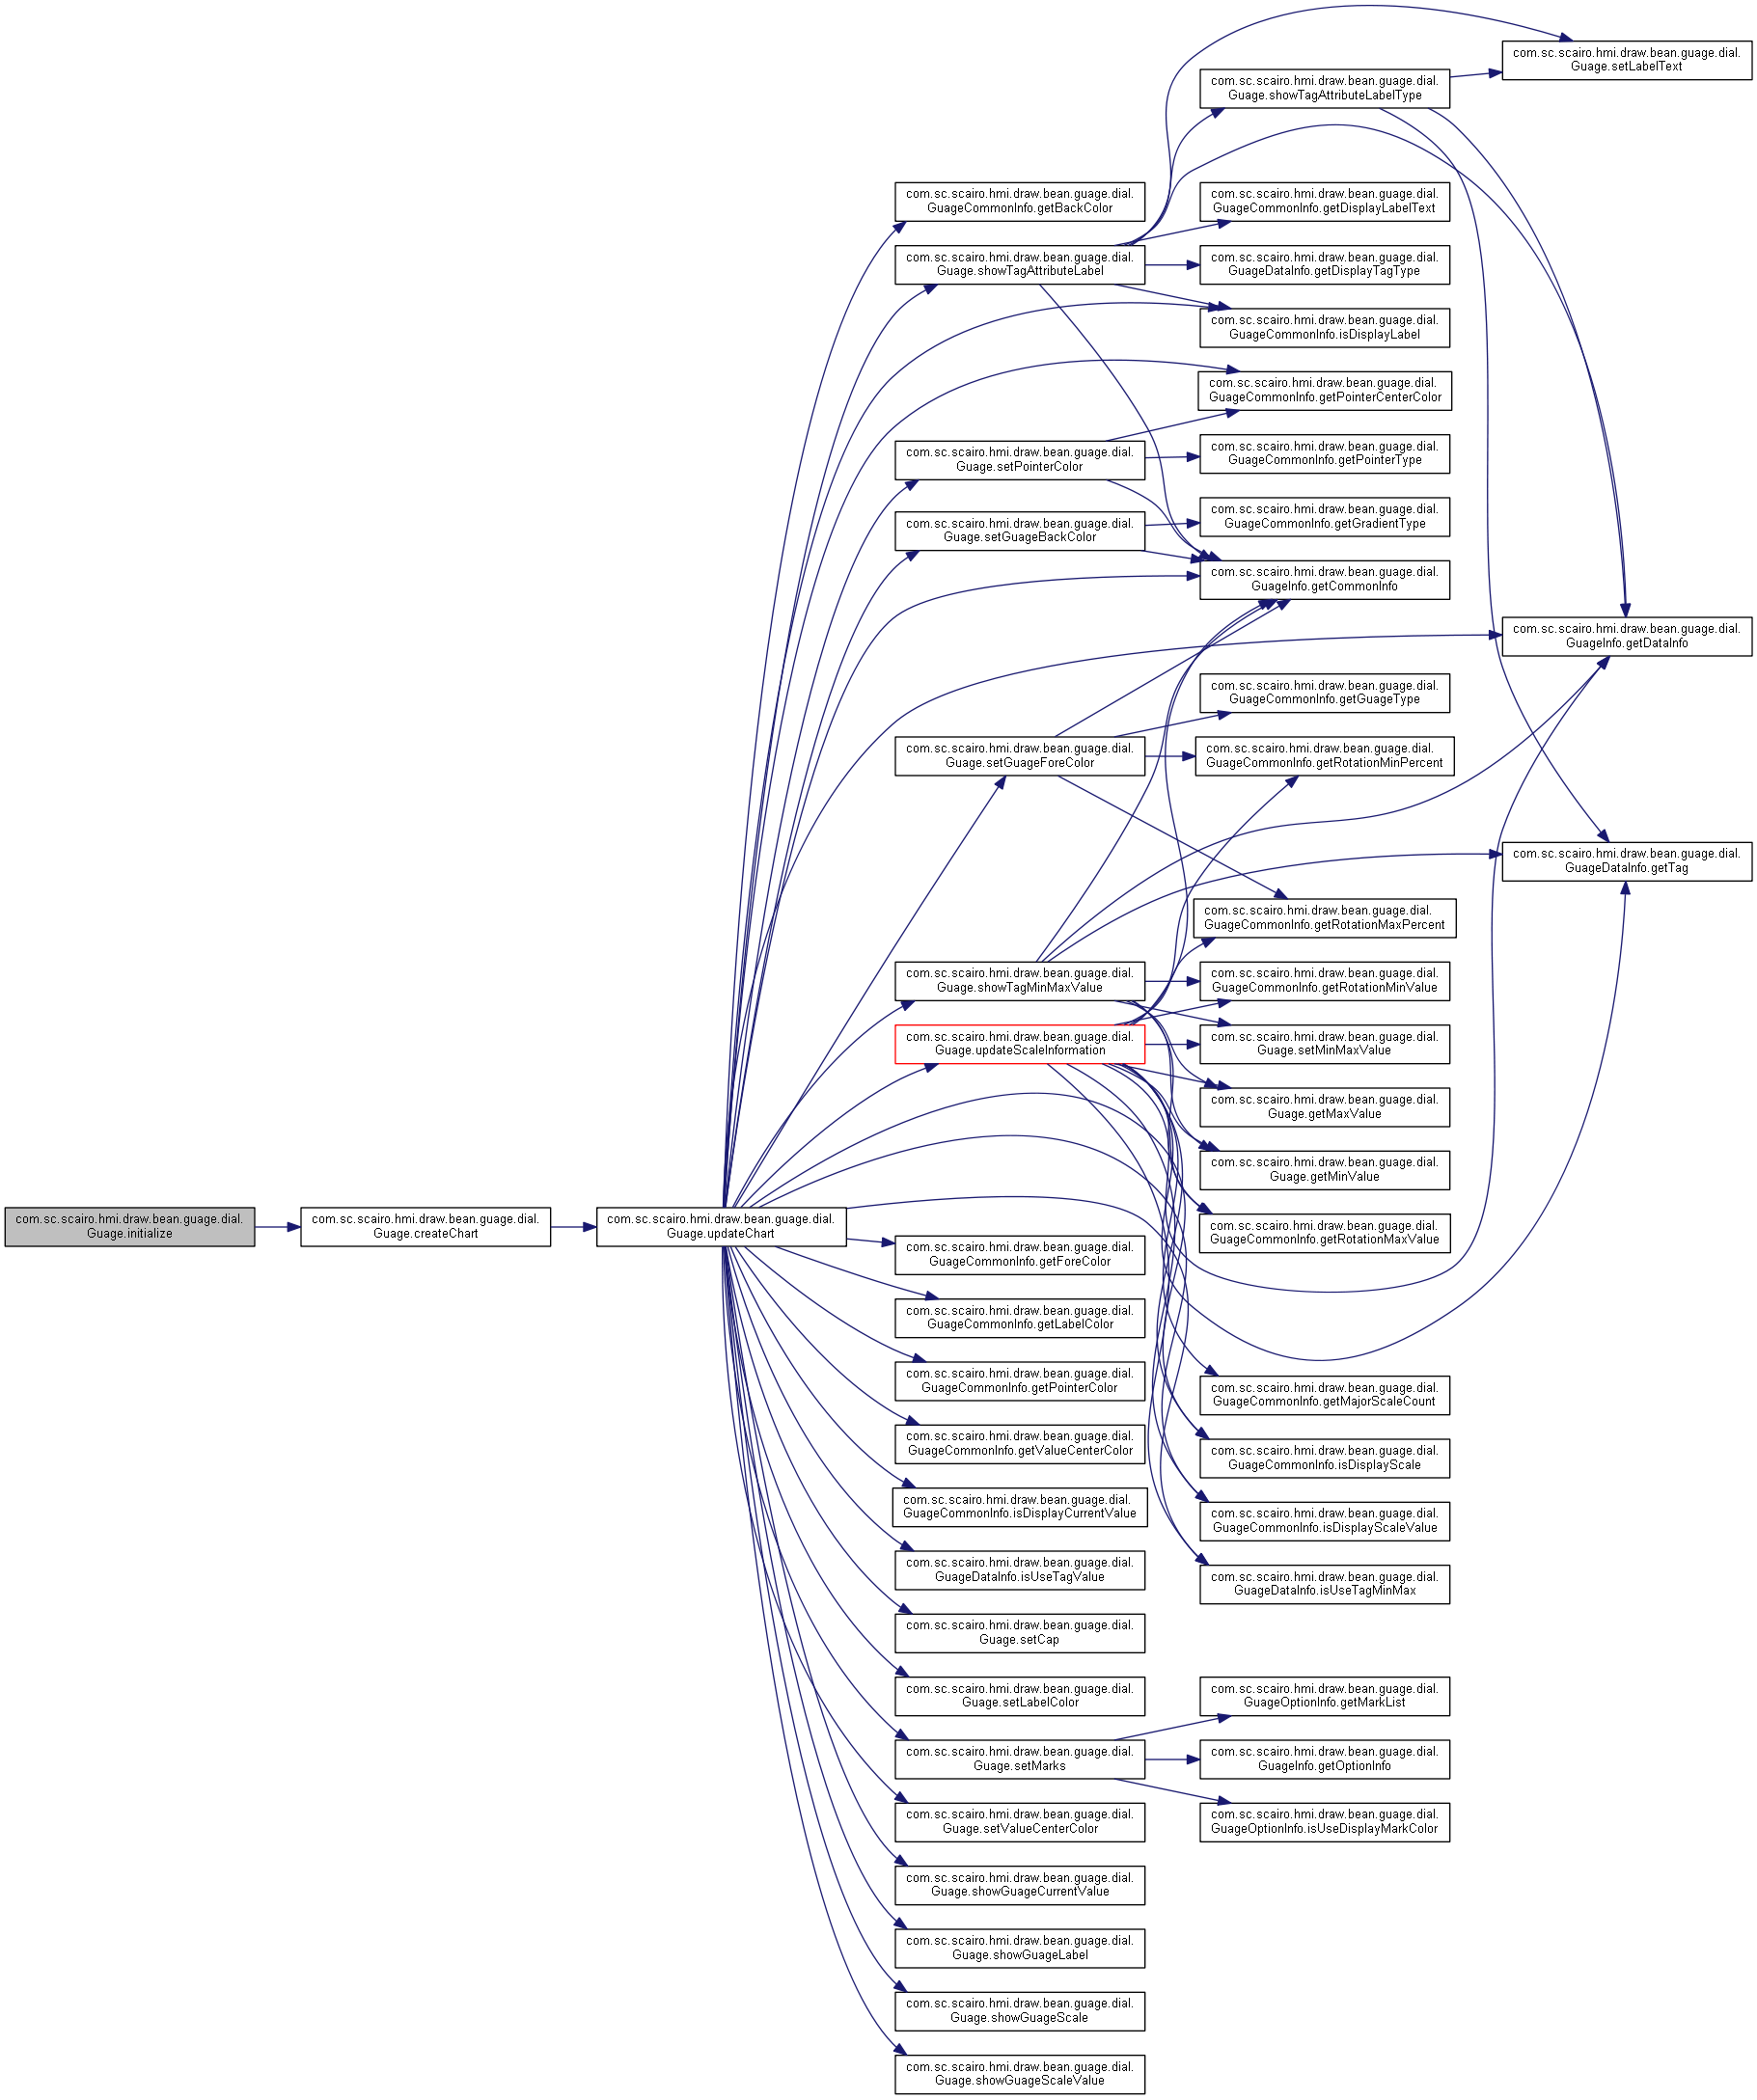 com.sc.scairo.hmi.draw.bean.guage.dial.
Guage.initialize
com.sc.scairo.hmi.draw.bean.guage.dial.
Guage.createChart
com.sc.scairo.hmi.draw.bean.guage.dial.
Guage.updateChart
com.sc.scairo.hmi.draw.bean.guage.dial.
GuageCommonInfo.getBackColor
com.sc.scairo.hmi.draw.bean.guage.dial.
Guage.showTagAttributeLabel
com.sc.scairo.hmi.draw.bean.guage.dial.
Guage.setPointerColor
com.sc.scairo.hmi.draw.bean.guage.dial.
Guage.setGuageBackColor
com.sc.scairo.hmi.draw.bean.guage.dial.
Guage.setGuageForeColor
com.sc.scairo.hmi.draw.bean.guage.dial.
Guage.showTagMinMaxValue
com.sc.scairo.hmi.draw.bean.guage.dial.
Guage.updateScaleInformation
com.sc.scairo.hmi.draw.bean.guage.dial.
GuageCommonInfo.getForeColor
com.sc.scairo.hmi.draw.bean.guage.dial.
GuageCommonInfo.getLabelColor
com.sc.scairo.hmi.draw.bean.guage.dial.
GuageCommonInfo.getPointerColor
com.sc.scairo.hmi.draw.bean.guage.dial.
GuageCommonInfo.getValueCenterColor
com.sc.scairo.hmi.draw.bean.guage.dial.
GuageCommonInfo.isDisplayCurrentValue
com.sc.scairo.hmi.draw.bean.guage.dial.
GuageDataInfo.isUseTagValue
com.sc.scairo.hmi.draw.bean.guage.dial.
Guage.setCap
com.sc.scairo.hmi.draw.bean.guage.dial.
Guage.setLabelColor
com.sc.scairo.hmi.draw.bean.guage.dial.
Guage.setMarks
com.sc.scairo.hmi.draw.bean.guage.dial.
Guage.setValueCenterColor
com.sc.scairo.hmi.draw.bean.guage.dial.
Guage.showGuageCurrentValue
com.sc.scairo.hmi.draw.bean.guage.dial.
Guage.showGuageLabel
com.sc.scairo.hmi.draw.bean.guage.dial.
Guage.showGuageScale
com.sc.scairo.hmi.draw.bean.guage.dial.
Guage.showGuageScaleValue
com.sc.scairo.hmi.draw.bean.guage.dial.
Guage.showTagAttributeLabelType
com.sc.scairo.hmi.draw.bean.guage.dial.
GuageCommonInfo.getDisplayLabelText
com.sc.scairo.hmi.draw.bean.guage.dial.
GuageDataInfo.getDisplayTagType
com.sc.scairo.hmi.draw.bean.guage.dial.
GuageCommonInfo.isDisplayLabel
com.sc.scairo.hmi.draw.bean.guage.dial.
GuageCommonInfo.getPointerCenterColor
com.sc.scairo.hmi.draw.bean.guage.dial.
GuageCommonInfo.getPointerType
com.sc.scairo.hmi.draw.bean.guage.dial.
GuageCommonInfo.getGradientType
com.sc.scairo.hmi.draw.bean.guage.dial.
GuageInfo.getCommonInfo
com.sc.scairo.hmi.draw.bean.guage.dial.
GuageCommonInfo.getGuageType
com.sc.scairo.hmi.draw.bean.guage.dial.
GuageCommonInfo.getRotationMinPercent
com.sc.scairo.hmi.draw.bean.guage.dial.
GuageCommonInfo.getRotationMaxPercent
com.sc.scairo.hmi.draw.bean.guage.dial.
GuageCommonInfo.getRotationMinValue
com.sc.scairo.hmi.draw.bean.guage.dial.
Guage.setMinMaxValue
com.sc.scairo.hmi.draw.bean.guage.dial.
Guage.getMaxValue
com.sc.scairo.hmi.draw.bean.guage.dial.
Guage.getMinValue
com.sc.scairo.hmi.draw.bean.guage.dial.
GuageCommonInfo.getRotationMaxValue
com.sc.scairo.hmi.draw.bean.guage.dial.
GuageCommonInfo.getMajorScaleCount
com.sc.scairo.hmi.draw.bean.guage.dial.
GuageCommonInfo.isDisplayScale
com.sc.scairo.hmi.draw.bean.guage.dial.
GuageCommonInfo.isDisplayScaleValue
com.sc.scairo.hmi.draw.bean.guage.dial.
GuageDataInfo.isUseTagMinMax
com.sc.scairo.hmi.draw.bean.guage.dial.
GuageOptionInfo.getMarkList
com.sc.scairo.hmi.draw.bean.guage.dial.
GuageInfo.getOptionInfo
com.sc.scairo.hmi.draw.bean.guage.dial.
GuageOptionInfo.isUseDisplayMarkColor
com.sc.scairo.hmi.draw.bean.guage.dial.
Guage.setLabelText
com.sc.scairo.hmi.draw.bean.guage.dial.
GuageInfo.getDataInfo
com.sc.scairo.hmi.draw.bean.guage.dial.
GuageDataInfo.getTag